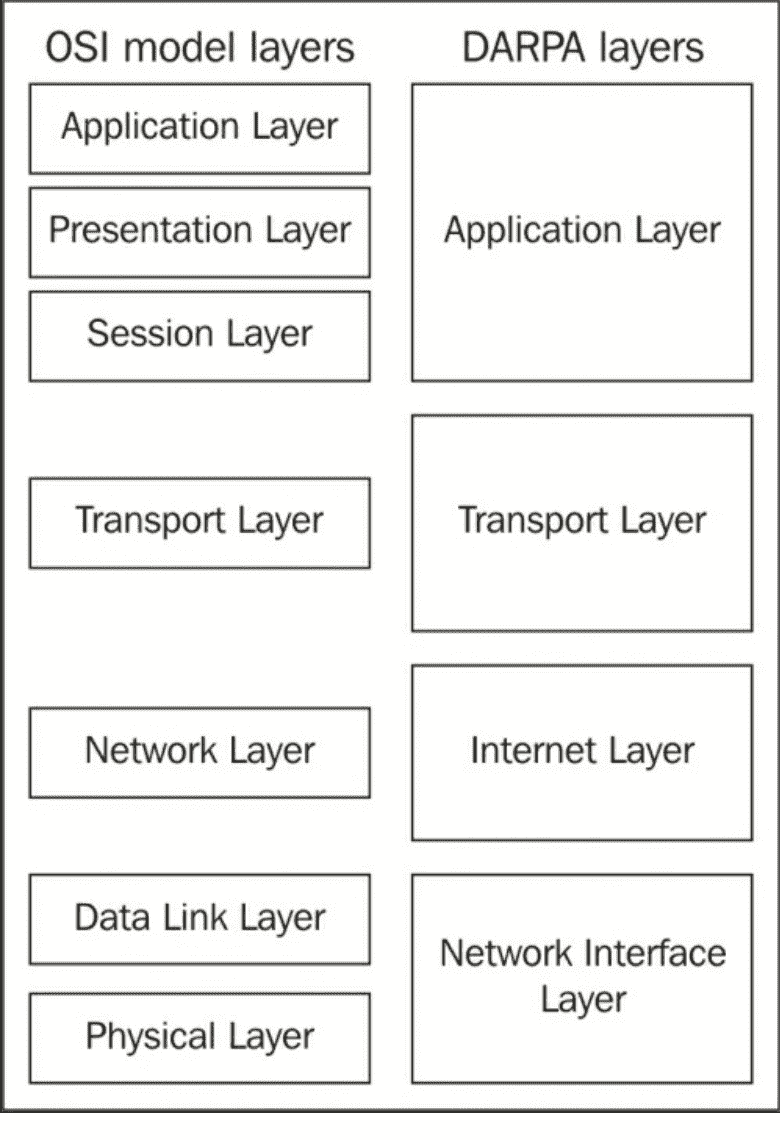 OSI model layers
DARPA layers
Application Layer
Presentation Layer
Session Layer
Application Layer
Transport Layer
Transport Layer
Network Layer
Internet Layer
Data Link Layer
Physical Layer
Network Interface
Layer